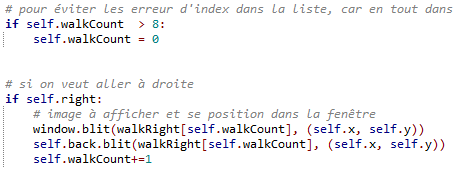 # pour éviter les erreur d'index dans la liste, car en tout dans
if self.walkCount  > 8:
    self.walkCount = 0
# si on veut aller à droite
if self.right:
    # image à afficher et se position dans la fenêtre
    window.blit(walkRight[self.walkCount], (self.x, self.y))
    self.back.blit(walkRight[self.walkCount], (self.x, self.y))
    self.walkCount+=1